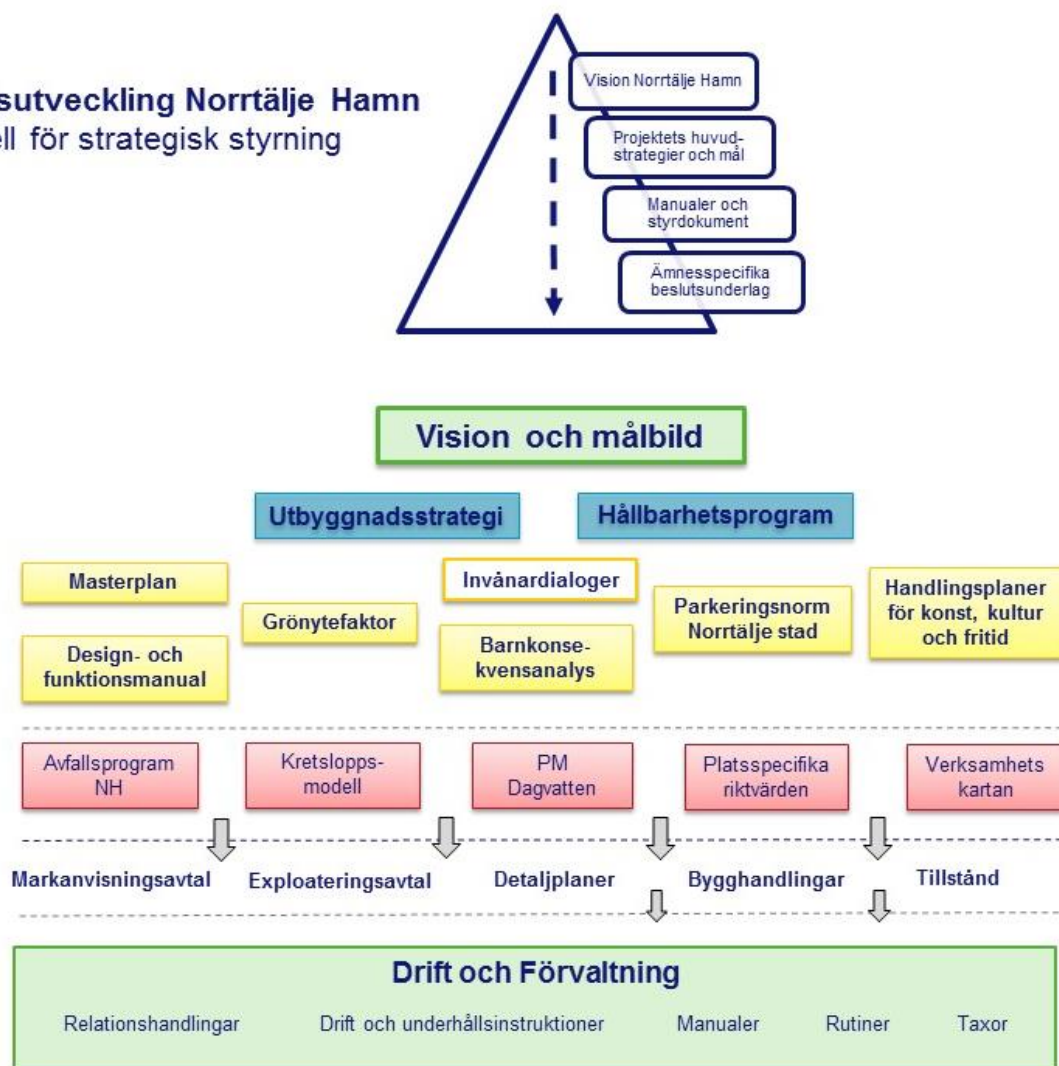 sutveckling Norrtälje Hamn
ll för strategisk styrning
Vision Norrtälje Hamn
Projektets huvud-
strategier och mål
Manualer och
styrdokument
Ämnesspecifika
beslutsunderlag
Vision och målbild
Utbyggnadsstrategi
Hållbarhetsprogram
Masterplan
Design- och
funktionsmanual
Grönytefaktor
Invånardialoger
Barnkonse-
kvensanalys
Parkeringsnorm
Norrtälje stad
Handlingsplaner
för konst, kultur
och fritid
Avfallsprogram
NH
Kretslopps-
modell
PM
Dagvatten
Platsspecifika
riktvärden
Verksamhets
kartan
Markanvisningsavtal
Exploateringsavtal
Detaljplaner
Bygghandlingar
Tillstånd
Drift och Förvaltning
Relationshandlingar
Drift och underhållsinstruktioner
Manualer
Rutiner
Taxor